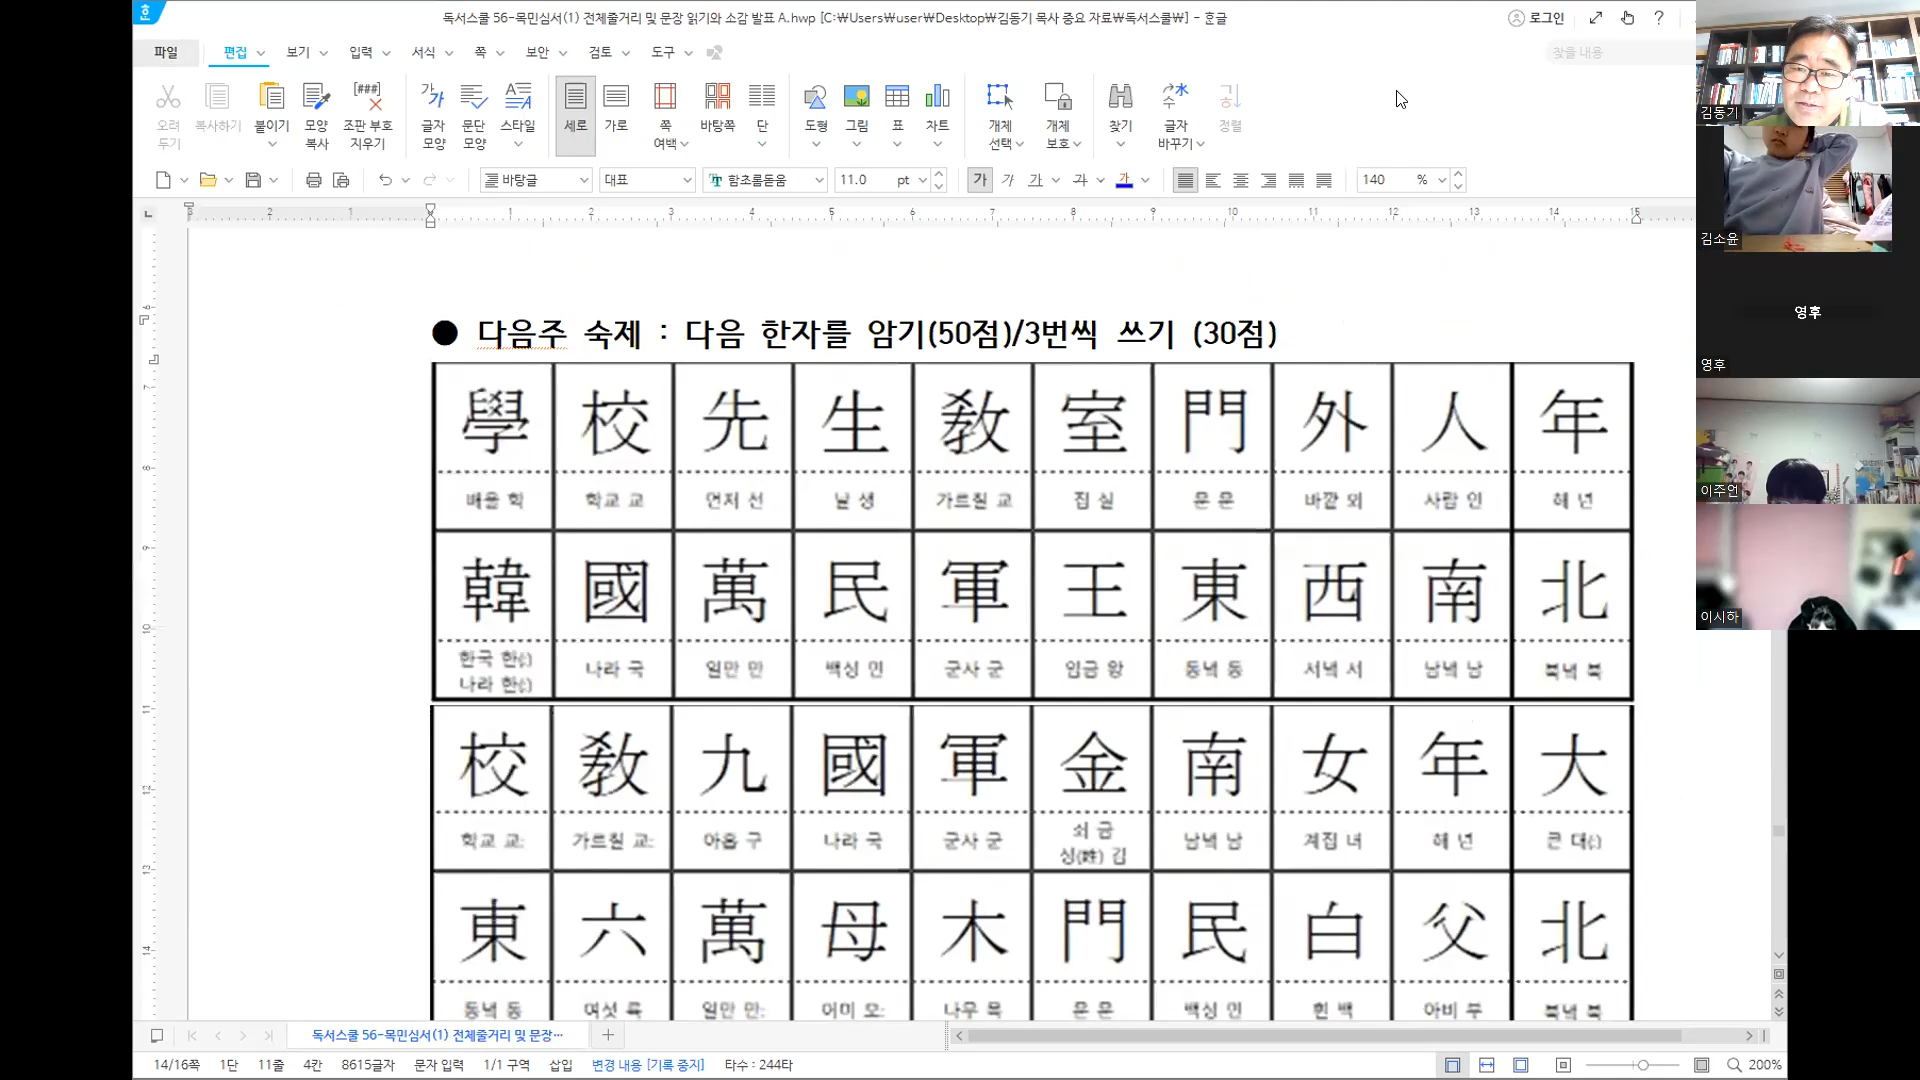 독서스쿨 56-목민심서(1) 전체줄거리 및 문장 읽기와 소감 발표 A.hwp [C:₩Users₩user₩Desktop₩김동기 목사 중요 자료₩독서스쿨₩] - 훈글
로그인
?
파일 편집 보기 입력 서식 쪽 보안 검토 도구
찾을 내용
오려 두기 복사하기 붙이기 모양 복사 조판 부호 지우기 글자 모양 문단 모양 스타일 세로 가로 쪽 여백 바탕쪽 단 도형 그림 표 차트 개체 선택 개체 보호 찾기 글자 바꾸기 정렬
바탕글 대표 함초롬돋움 11.0 pt 가 가 가 가 가 140 %
● 다음주 숙제 : 다음 한자를 암기(50점)/3번씩 쓰기 (30점)
學 校 先 生 敎 室 門 外 人 年
배울 학 학교 교 먼저 선 날 생 가르칠 교 집 실 문 문 바깥 외 사람 인 해 년
韓 國 萬 民 軍 王 東 西 南 北
한국 한(:) 나라 한(:) 나라 국 일만 만 백성 민 군사 군 임금 왕 동녘 동 서녘 서 남녘 남 북녘 북
校 敎 九 國 軍 金 南 女 年 大
학교 교: 가르칠 교: 아홉 구 나라 국 군사 군 쇠 금 성(姓) 김 남녘 남 계집 녀 해 년 큰 대(:)
東 六 萬 母 木 門 民 白 父 北
동녘 동 여섯 륙 일만 만: 어미 모: 나무 목 문 문 백성 민 흰 백 아비 부 북녘 북
독서스쿨 56-목민심서(1) 전체줄거리 및 문장…
14/16쪽 1단 11줄 4칸 8615글자 문자 입력 1/1 구역 삽입 변경 내용 [기록 중지] 타수 : 244타 200%
김동기
김소윤
영후
영후
이주언
이시하